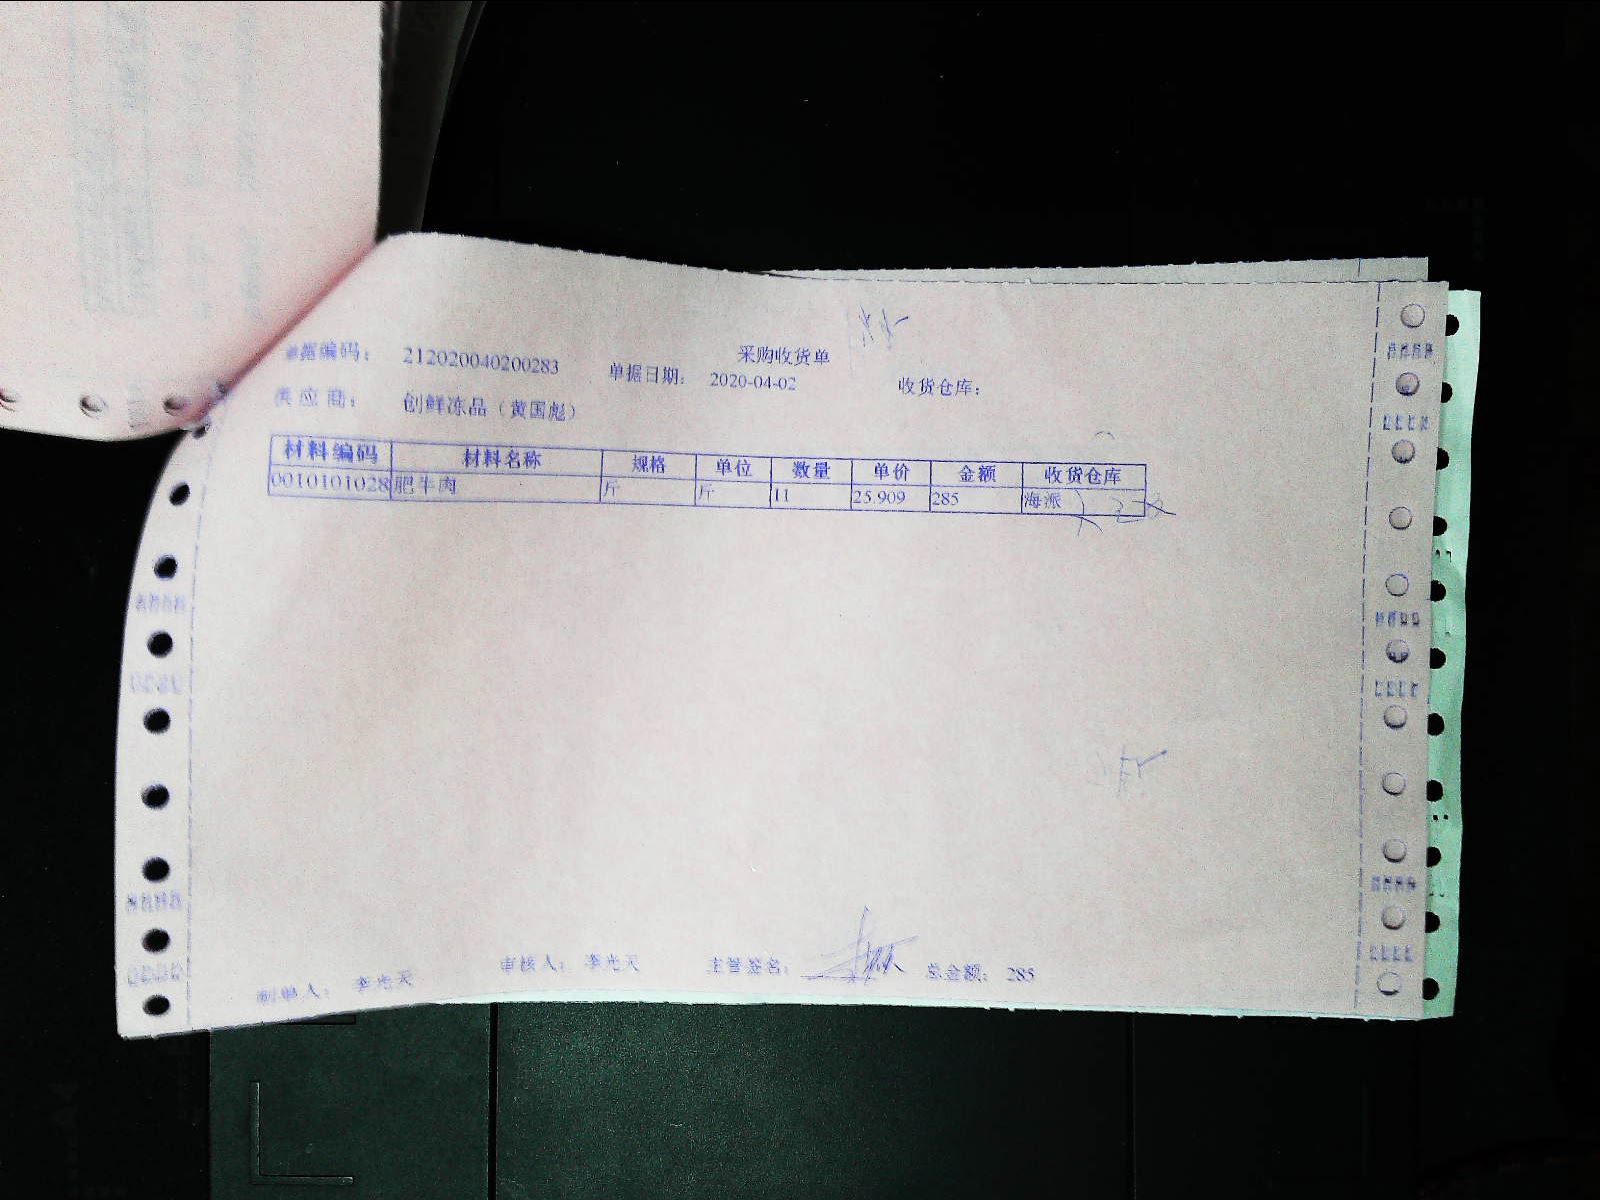 采购收货单
单据编码： 212020040200283 单据日期： 2020-04-02 收货仓库：
供应商： 创鲜冻品（黄国彪）
材料编码 材料名称 规格 单位 数量 单价 金额 收货仓库
0010101028 肥牛肉 斤 斤 11 25.909 285 海派
制单人： 李光天 审核人： 李光天 主管签名： 总金额： 285